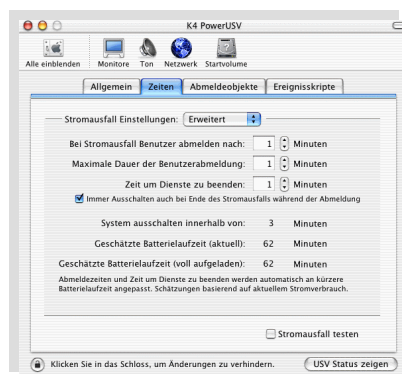 K4 PowerUSV
Alle einblenden Monitore Ton Netzwerk Startvolume
Allgemein Zeiten Abmeldeobjekte Ereignisskripte
Stromausfall Einstellungen: Erweitert
Bei Stromausfall Benutzer abmelden nach: 1 Minuten
Maximale Dauer der Benutzerabmeldung: 1 Minuten
Zeit um Dienste zu beenden: 1 Minuten
Immer Ausschalten auch bei Ende des Stromausfalls während der Abmeldung
System ausschalten innerhalb von: 3 Minuten
Geschätzte Batterielaufzeit (aktuell): 62 Minuten
Geschätzte Batterielaufzeit (voll aufgeladen): 62 Minuten
Abmeldezeiten und Zeit um Dienste zu beenden werden automatisch an kürzere
Batterielaufzeit angepasst. Schätzungen basierend auf aktuellem Stromverbrauch.
Stromausfall testen
Klicken Sie in das Schloss, um Änderungen zu verhindern. USV Status zeigen